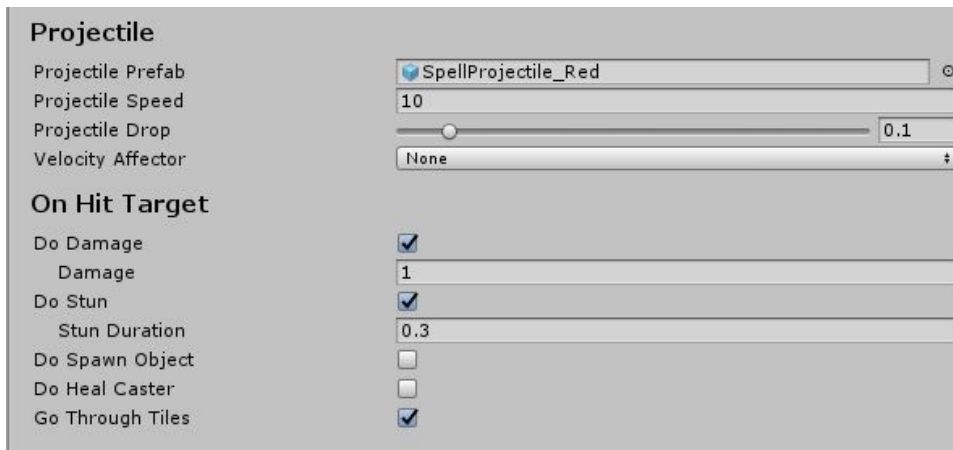 Projectile
Projectile Prefab SpellProjectile_Red
Projectile Speed 10
Projectile Drop 0.1
Velocity Affector None
On Hit Target
Do Damage
Damage 1
Do Stun
Stun Duration 0.3
Do Spawn Object
Do Heal Caster
Go Through Tiles